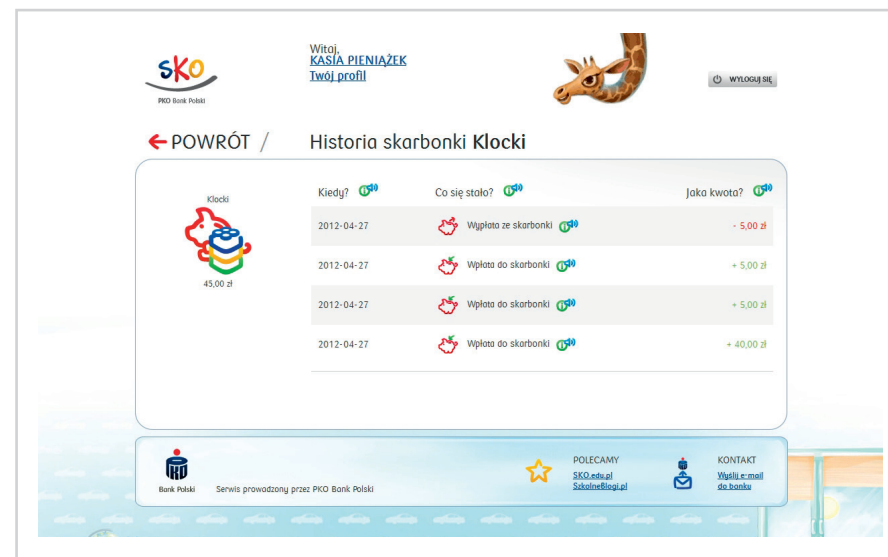 SKO
PKO Bank Polski
Witaj,
KASIA PIENIĄŻEK
Twój profil
WYLOGUJ SIĘ
POWRÓT /
Historia skarbonki Klocki
Klocki
45,00 zł
Kiedy? Co się stało? Jaka kwota?
2012-04-27 Wypłata ze skarbonki - 5,00 zł
2012-04-27 Wpłata do skarbonki + 5,00 zł
2012-04-27 Wpłata do skarbonki + 5,00 zł
2012-04-27 Wpłata do skarbonki + 40,00 zł
Bank Polski
Serwis prowadzony przez PKO Bank Polski
POLECAMY
SKO.edu.pl
SzkolneBlogi.pl
KONTAKT
Wyślij e-mail
do banku